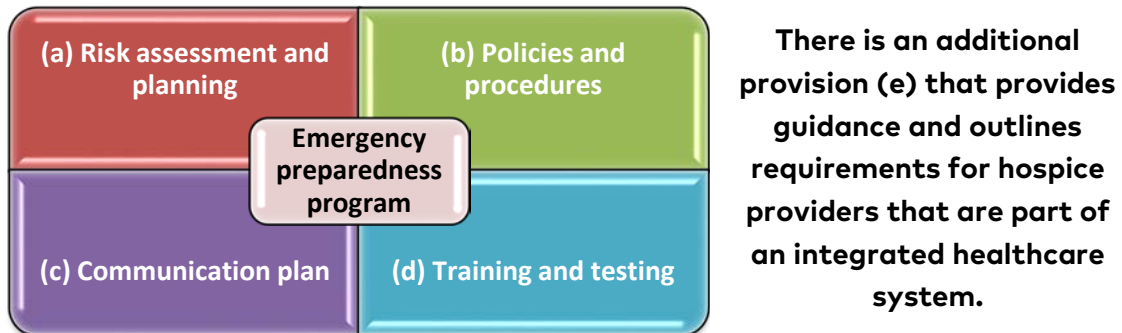 (a) Risk assessment and
planning
(b) Policies and
procedures
Emergency
preparedness
program
(c) Communication plan
(d) Training and testing
There is an additional
provision (e) that provides
guidance and outlines
requirements for hospice
providers that are part of
an integrated healthcare
system.